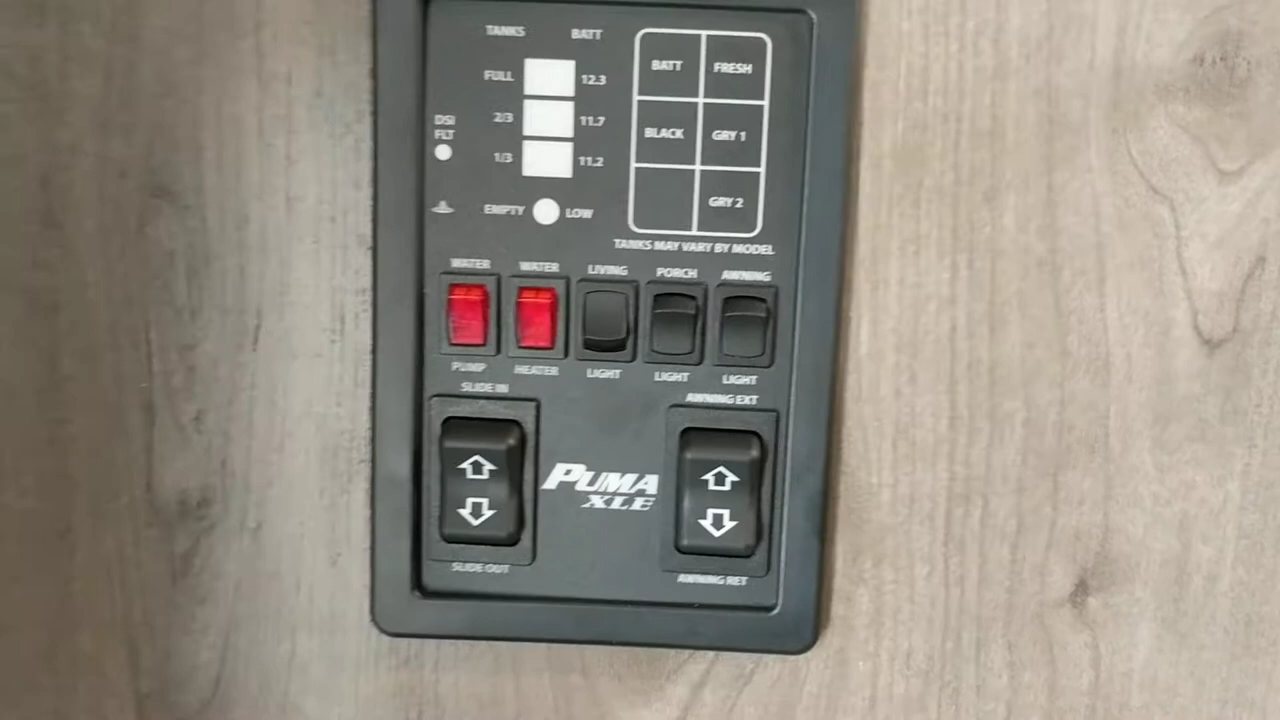 TANKS BATT
FULL 12.3
2/3 11.7
1/3 11.2
EMPTY LOW
DSI
FLT
BATT FRESH
BLACK GRY 1
GRY 2
TANKS MAY VARY BY MODEL
WATER PUMP
WATER HEATER
LIVING LIGHT
PORCH LIGHT
AWNING LIGHT
SLIDE IN
SLIDE OUT
PUMA
XLE
AWNING EXT
AWNING RET